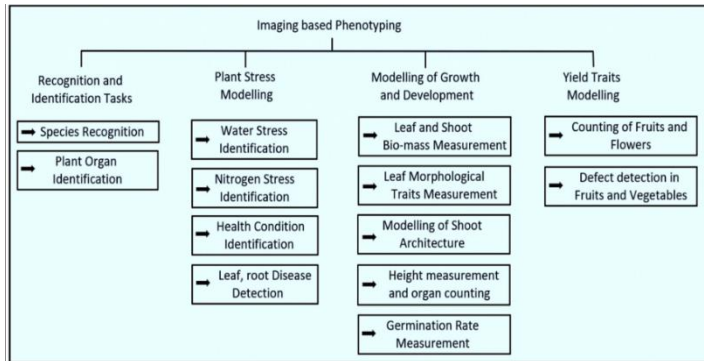 Imaging based Phenotyping
Recognition and
Identification Tasks
Species Recognition
Plant Organ
Identification
Plant Stress
Modelling
Water Stress
Identification
Nitrogen Stress
Identification
Health Condition
Identification
Leaf, root Disease
Detection
Modelling of Growth
and Development
Leaf and Shoot
Bio-mass Measurement
Leaf Morphological
Traits Measurement
Modelling of Shoot
Architecture
Height measurement
and organ counting
Germination Rate
Measurement
Yield Traits
Modelling
Counting of Fruits and
Flowers
Defect detection in
Fruits and Vegetables